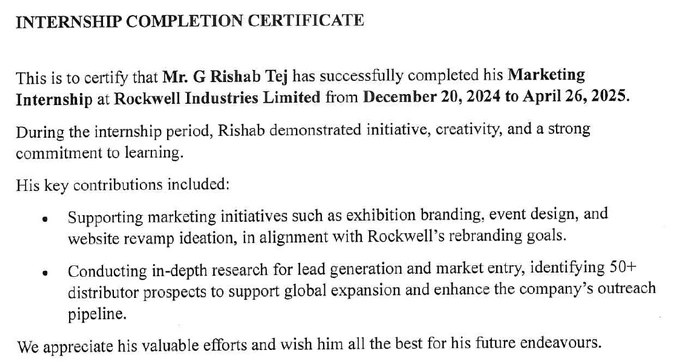 INTERNSHIP COMPLETION CERTIFICATE
This is to certify that Mr. G Rishab Tej has successfully completed his Marketing
Internship at Rockwell Industries Limited from December 20, 2024 to April 26, 2025.
During the internship period, Rishab demonstrated initiative, creativity, and a strong
commitment to learning.
His key contributions included:
• Supporting marketing initiatives such as exhibition branding, event design, and
website revamp ideation, in alignment with Rockwell's rebranding goals.
• Conducting in-depth research for lead generation and market entry, identifying 50+
distributor prospects to support global expansion and enhance the company's outreach
pipeline.
We appreciate his valuable efforts and wish him all the best for his future endeavours.